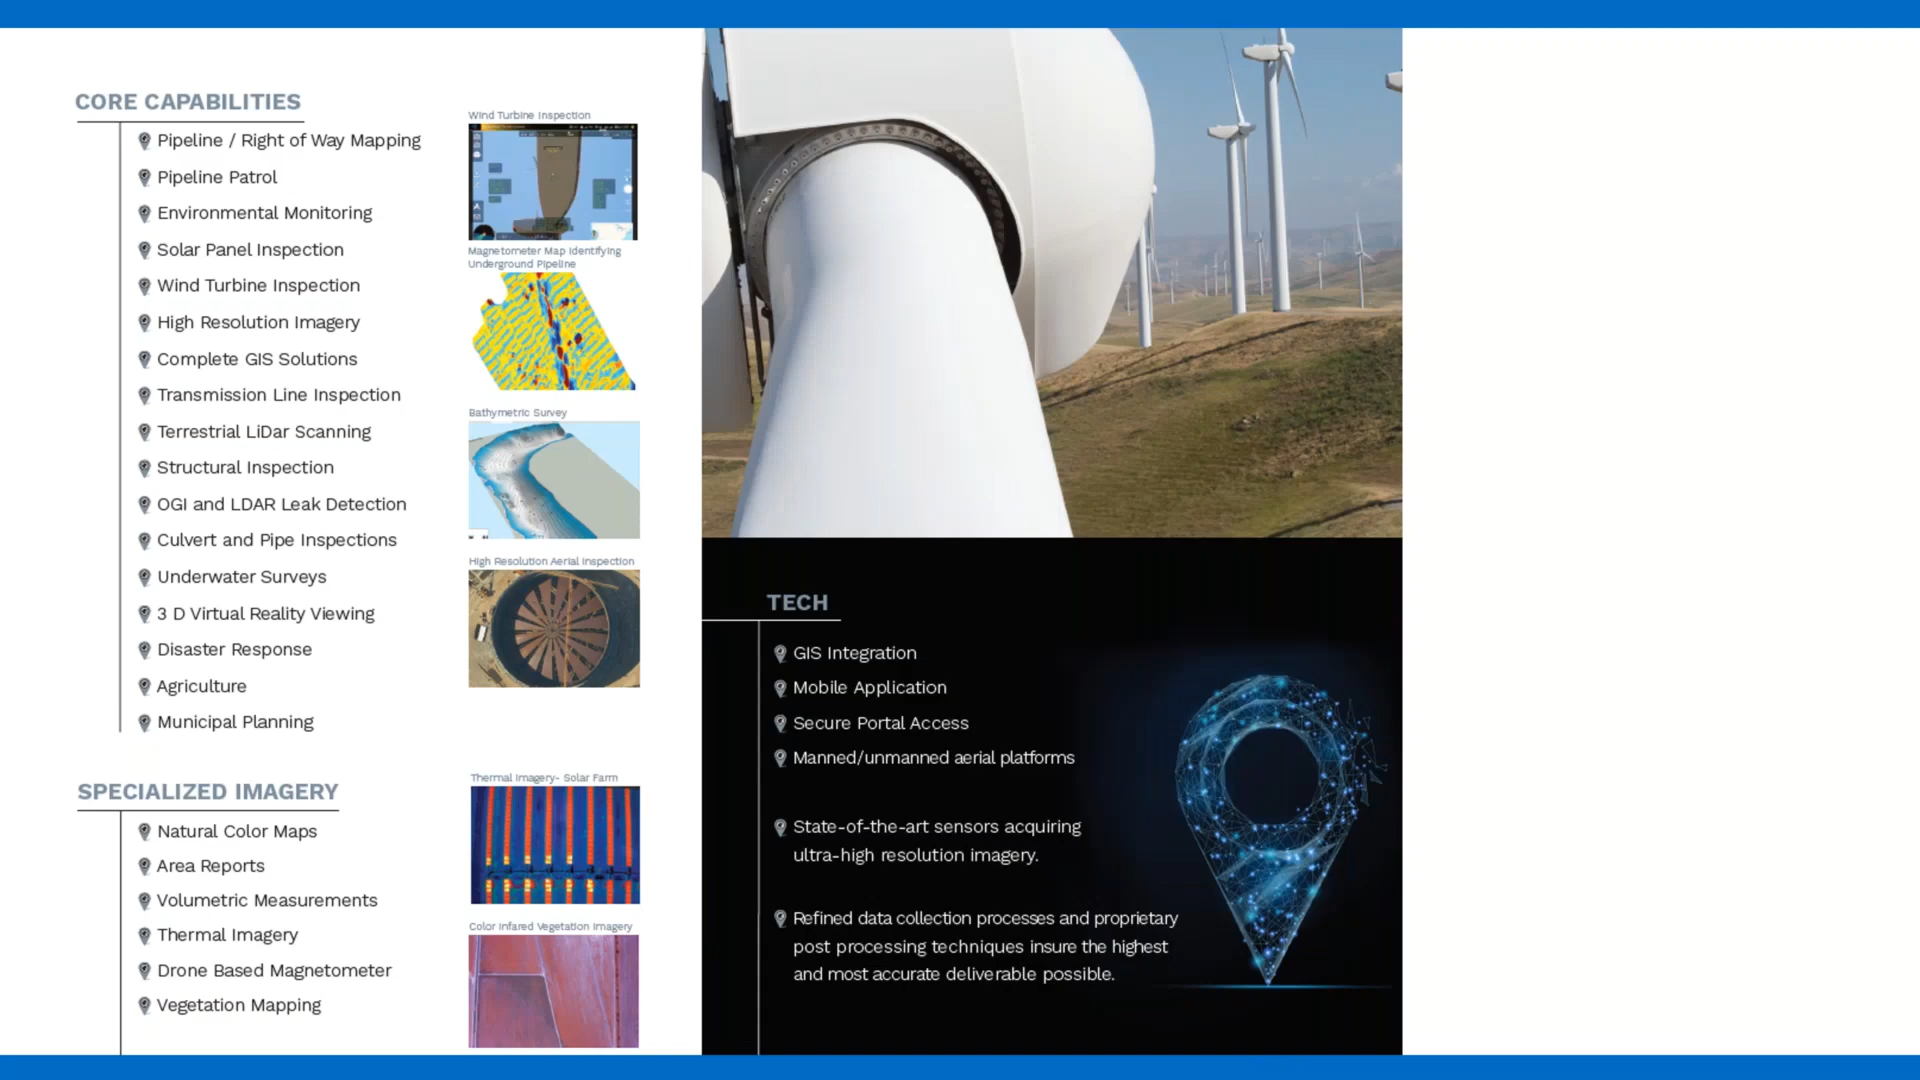 CORE CAPABILITIES
Pipeline / Right of Way Mapping
Pipeline Patrol
Environmental Monitoring
Solar Panel Inspection
Wind Turbine Inspection
High Resolution Imagery
Complete GIS Solutions
Transmission Line Inspection
Terrestrial LiDar Scanning
Structural Inspection
OGI and LDAR Leak Detection
Culvert and Pipe Inspections
Underwater Surveys
3 D Virtual Reality Viewing
Disaster Response
Agriculture
Municipal Planning
Wind Turbine Inspection
Magnetometer Map Identifying
Underground Pipeline
Bathymetric Survey
High Resolution Aerial Inspection
SPECIALIZED IMAGERY
Natural Color Maps
Area Reports
Volumetric Measurements
Thermal Imagery
Drone Based Magnetometer
Vegetation Mapping
Thermal Imagery- Solar Farm
Color Infared Vegetation Imagery
TECH
GIS Integration
Mobile Application
Secure Portal Access
Manned/unmanned aerial platforms
State-of-the-art sensors acquiring
ultra-high resolution imagery.
Refined data collection processes and proprietary
post processing techniques insure the highest
and most accurate deliverable possible.